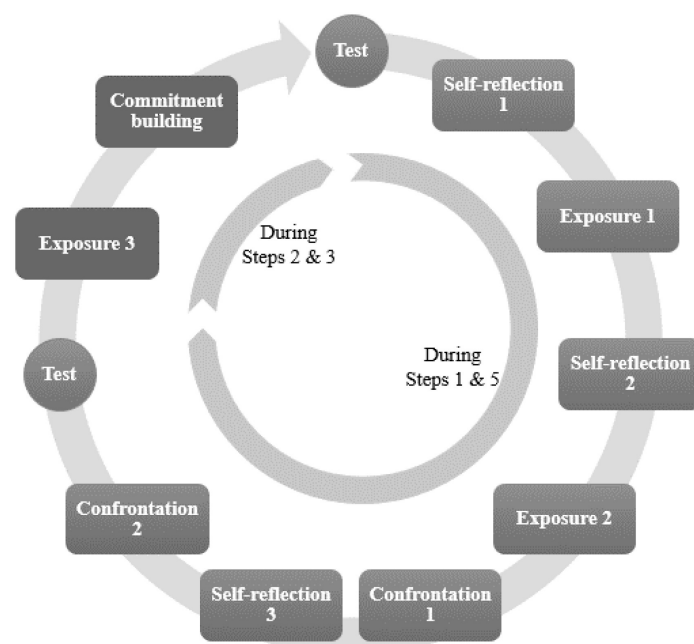 Test
Self-reflection
1
Exposure 1
Self-reflection
2
Exposure 2
Confrontation
1
Self-reflection
3
Confrontation
2
Test
Exposure 3
Commitment
building
During
Steps 2 & 3
During
Steps 1 & 5